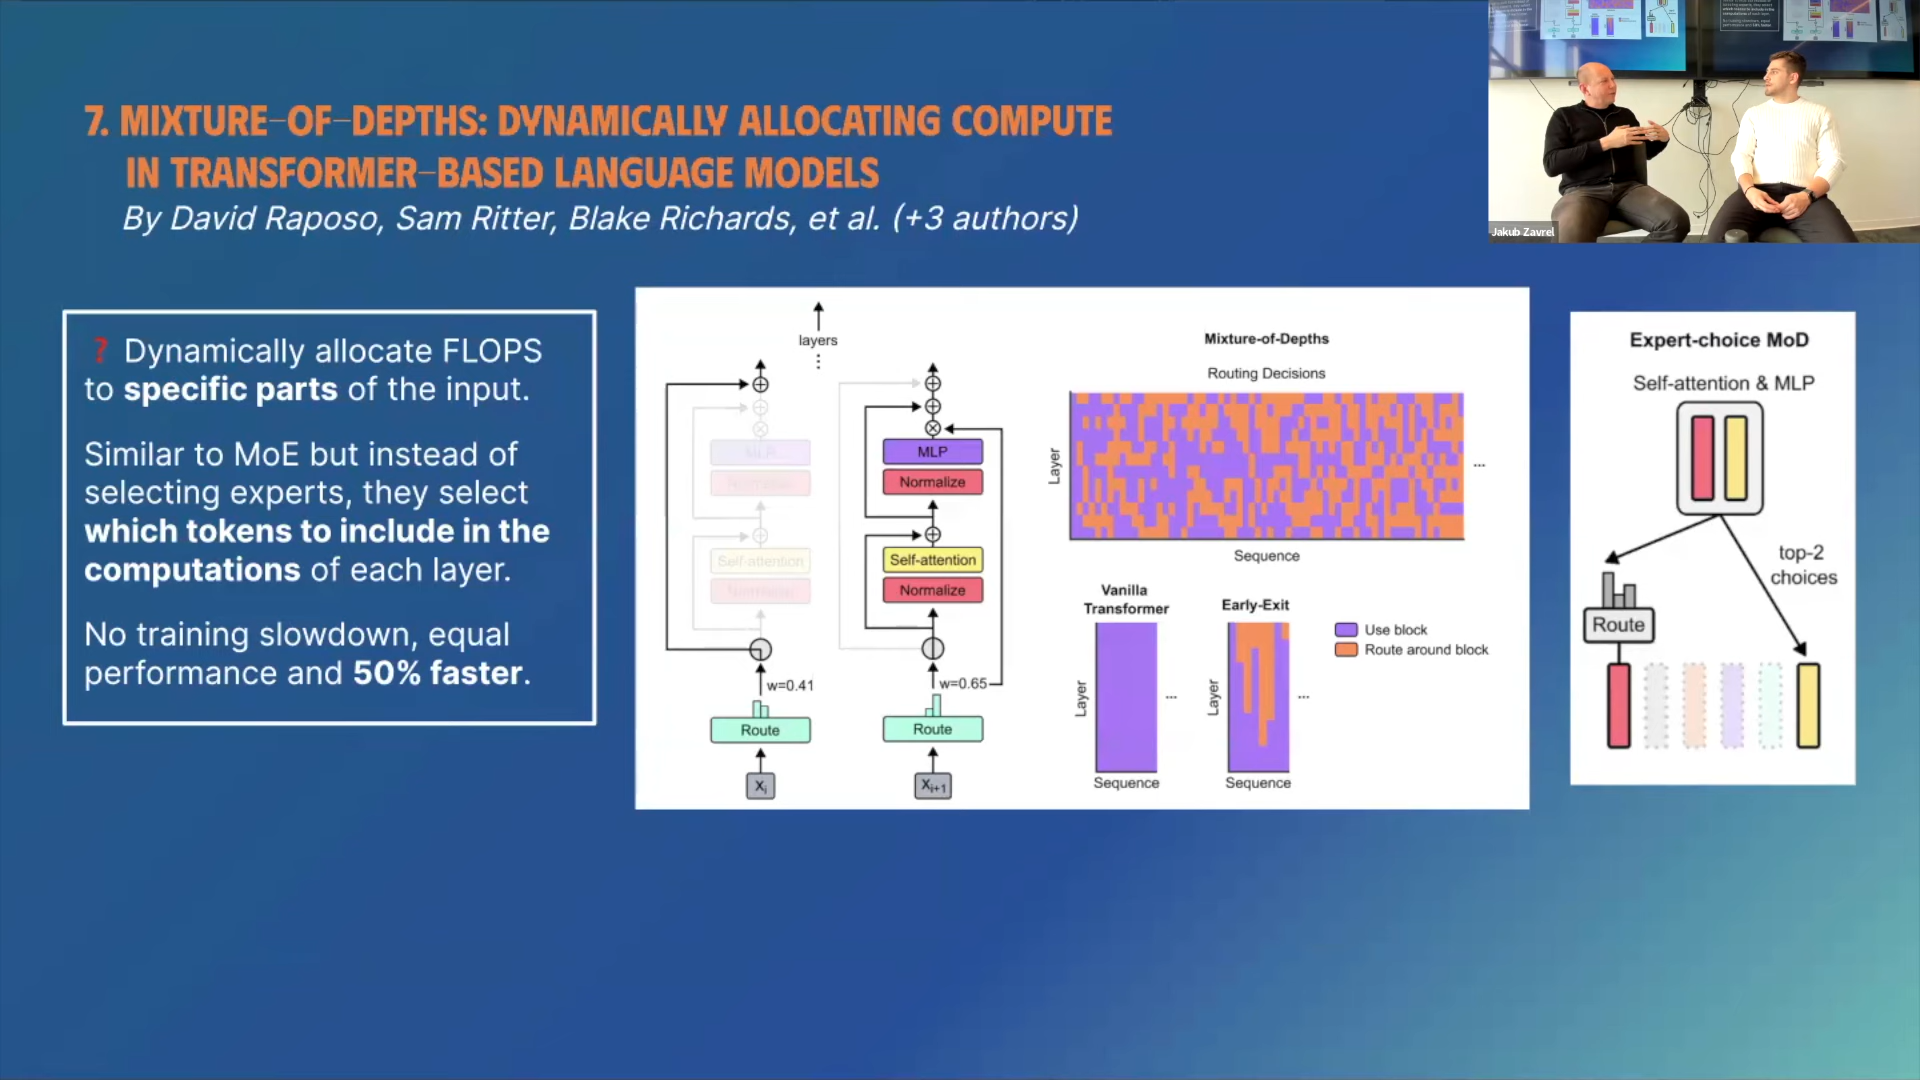 7. MIXTURE-OF-DEPTHS: DYNAMICALLY ALLOCATING COMPUTE
IN TRANSFORMER-BASED LANGUAGE MODELS
By David Raposo, Sam Ritter, Blake Richards, et al. (+3 authors)
Jakub Zavrel
❓ Dynamically allocate FLOPS
to specific parts of the input.
Similar to MoE but instead of
selecting experts, they select
which tokens to include in the
computations of each layer.
No training slowdown, equal
performance and 50% faster.
layers
⋮
MLP
Normalize
Self-attention
Normalize
w=0.41
Route
Xi
MLP
Normalize
Self-attention
Normalize
w=0.65
Route
Xi+1
Mixture-of-Depths
Routing Decisions
Layer
...
Sequence
Vanilla
Transformer
Layer
...
Sequence
Early-Exit
Layer
...
Sequence
Use block
Route around block
Expert-choice MoD
Self-attention & MLP
top-2
choices
Route